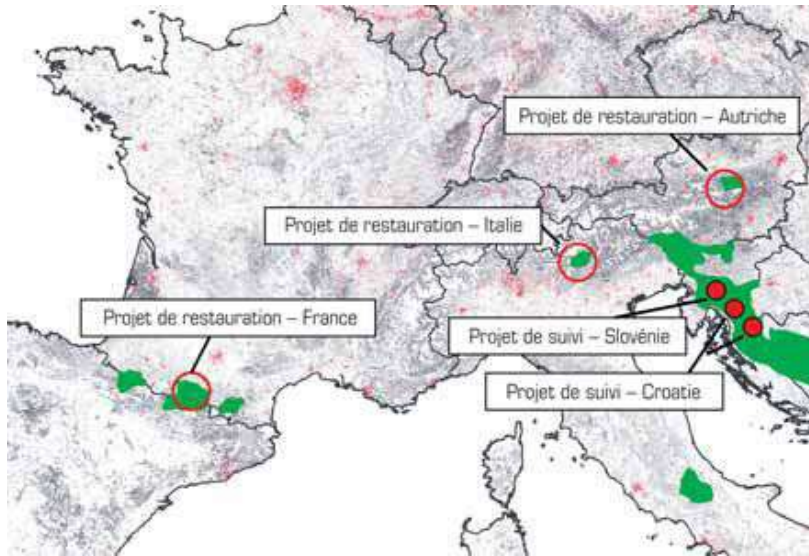 Projet de restauration – Autriche
Projet de restauration – Italie
Projet de restauration – France
Projet de suivi – Slovénie
Projet de suivi – Croatie